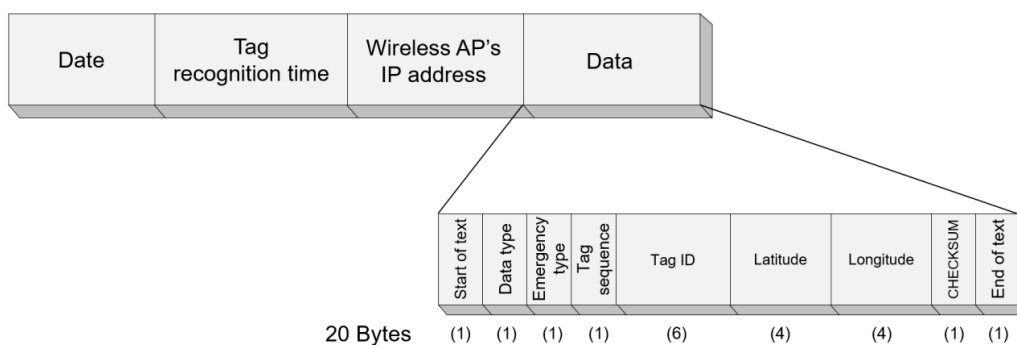 Date
Tag
recognition time
Wireless AP's
IP address
Data
Start of text
Data type
Emergency
type
Tag
sequence
Tag ID
Latitude
Longitude
CHECKSUM
End of text
20 Bytes (1) (1) (1) (1) (6) (4) (4) (1) (1)